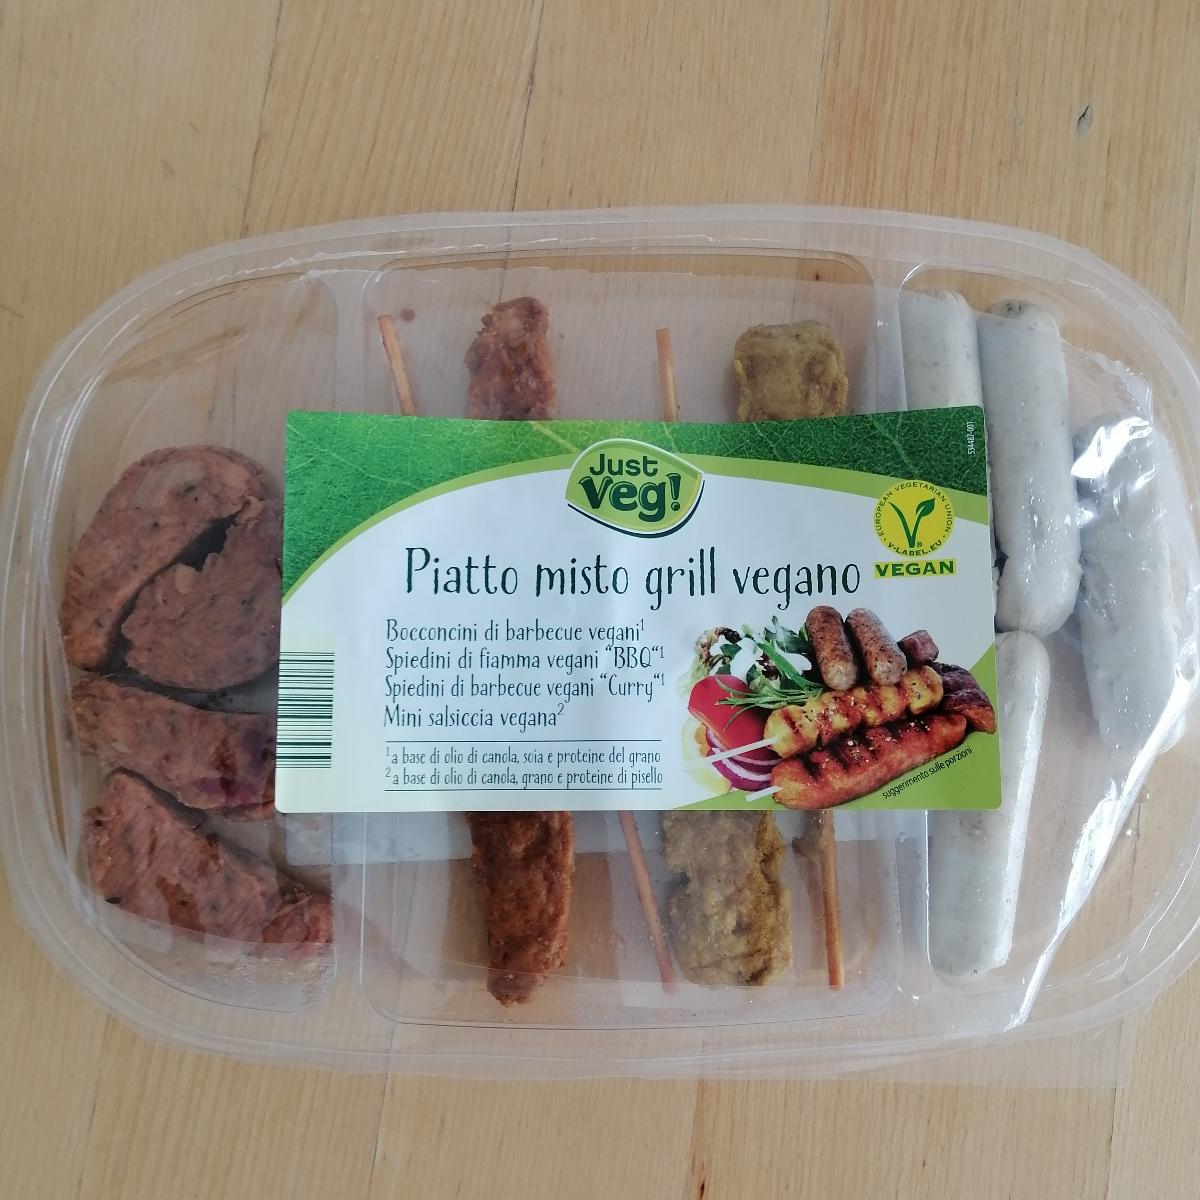 Just
Veg!
534487-001
EUROPEAN VEGETARIAN UNION
V-LABEL.EU
VEGAN
Piatto misto grill vegano
Bocconcini di barbecue vegani¹
Spiedini di fiamma vegani “BBQ“¹
Spiedini di barbecue vegani “Curry“¹
Mini salsiccia vegana²
¹a base di olio di canola, soia e proteine del grano
²a base di olio di canola, grano e proteine di pisello
suggerimento sulle porzioni